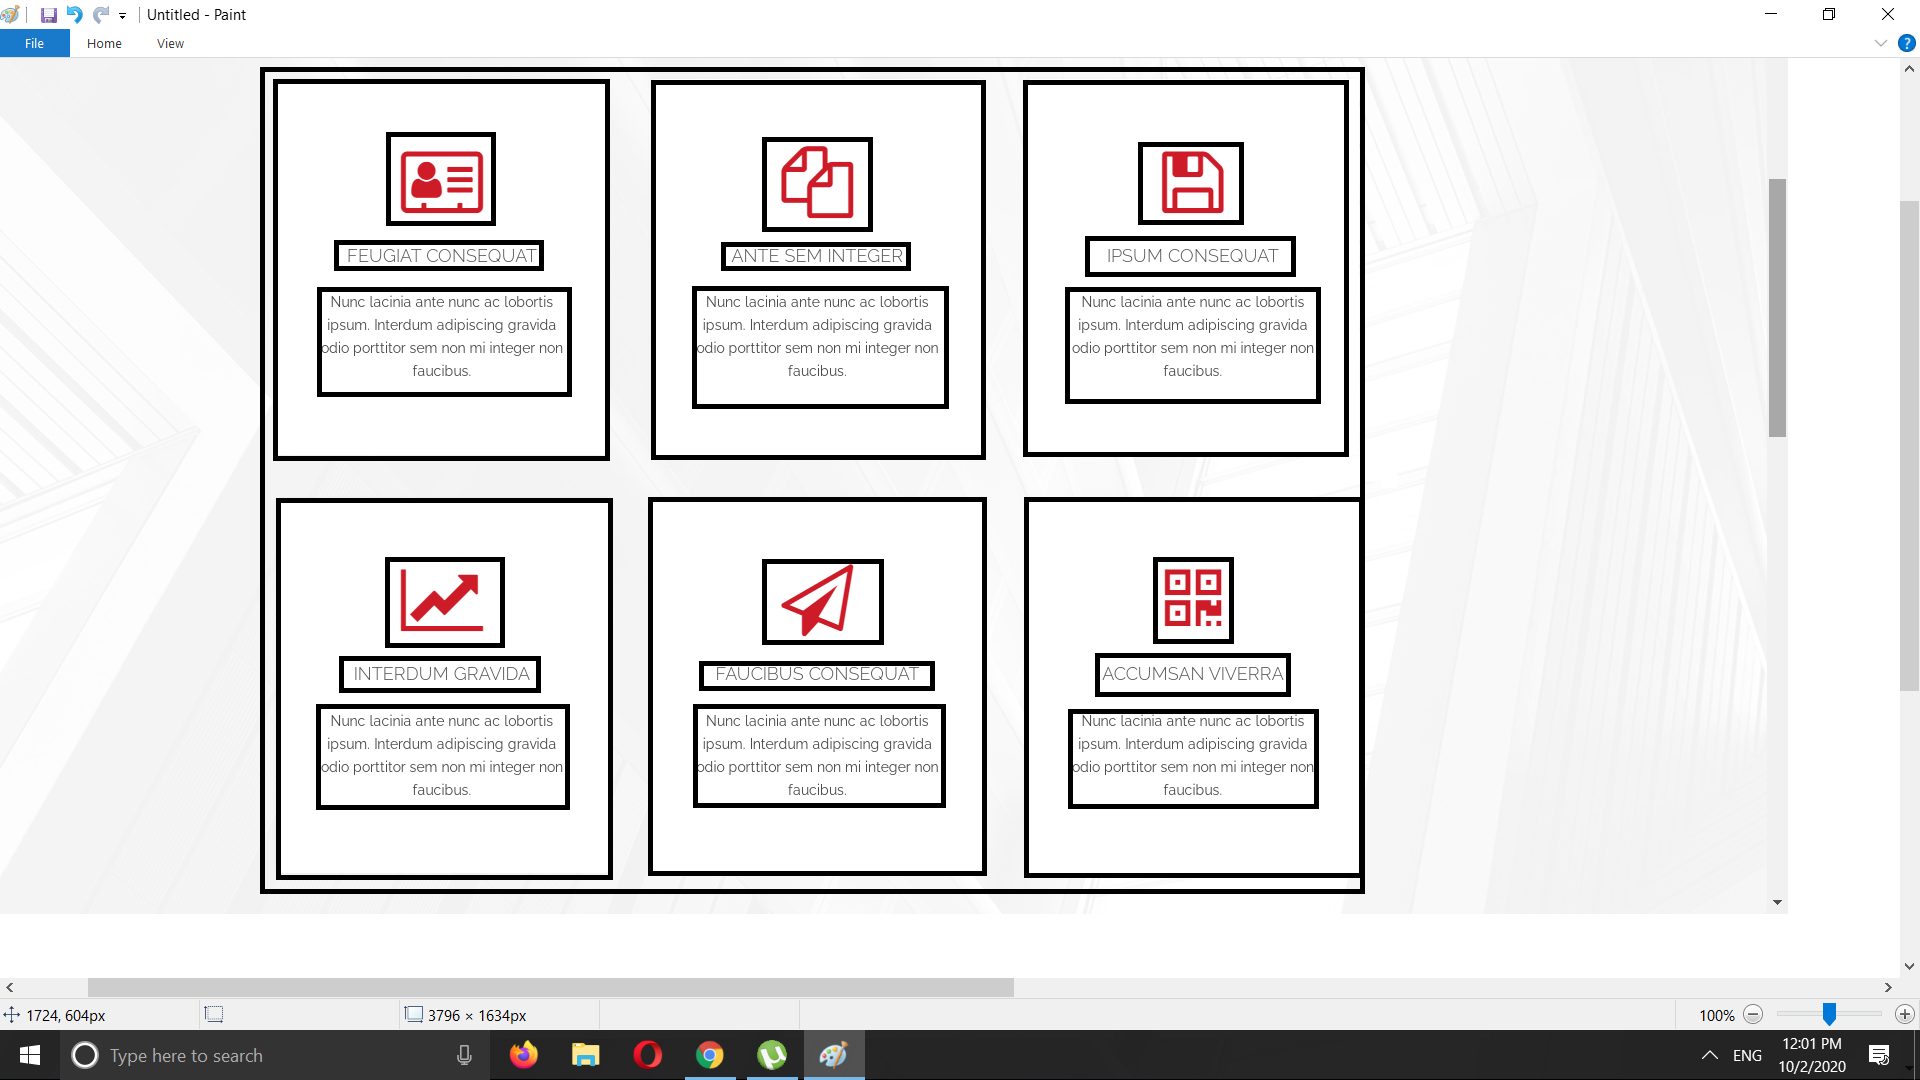 Untitled - Paint
File Home View
FEUGIAT CONSEQUAT
Nunc lacinia ante nunc ac lobortis
ipsum. Interdum adipiscing gravida
odio porttitor sem non mi integer non
faucibus.
ANTE SEM INTEGER
Nunc lacinia ante nunc ac lobortis
ipsum. Interdum adipiscing gravida
odio porttitor sem non mi integer non
faucibus.
IPSUM CONSEQUAT
Nunc lacinia ante nunc ac lobortis
ipsum. Interdum adipiscing gravida
odio porttitor sem non mi integer non
faucibus.
INTERDUM GRAVIDA
Nunc lacinia ante nunc ac lobortis
ipsum. Interdum adipiscing gravida
odio porttitor sem non mi integer non
faucibus.
FAUCIBUS CONSEQUAT
Nunc lacinia ante nunc ac lobortis
ipsum. Interdum adipiscing gravida
odio porttitor sem non mi integer non
faucibus.
ACCUMSAN VIVERRA
Nunc lacinia ante nunc ac lobortis
ipsum. Interdum adipiscing gravida
odio porttitor sem non mi integer non
faucibus.
1724, 604px
3796 × 1634px
100%
Type here to search
ENG
12:01 PM
10/2/2020